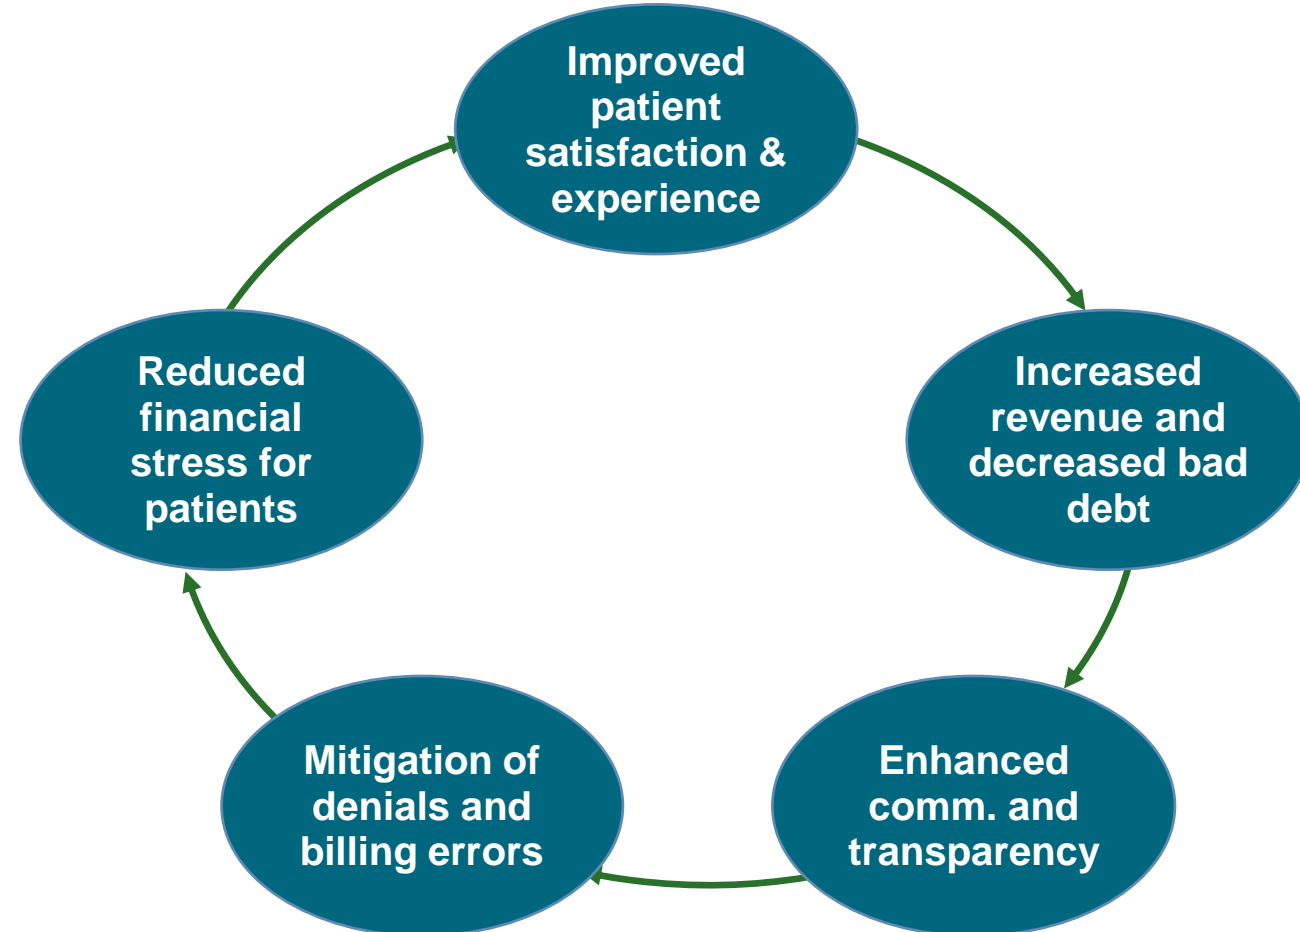 Improved
patient
satisfaction &
experience
Increased
revenue and
decreased bad
debt
Enhanced
comm. and
transparency
Mitigation of
denials and
billing errors
Reduced
financial
stress for
patients